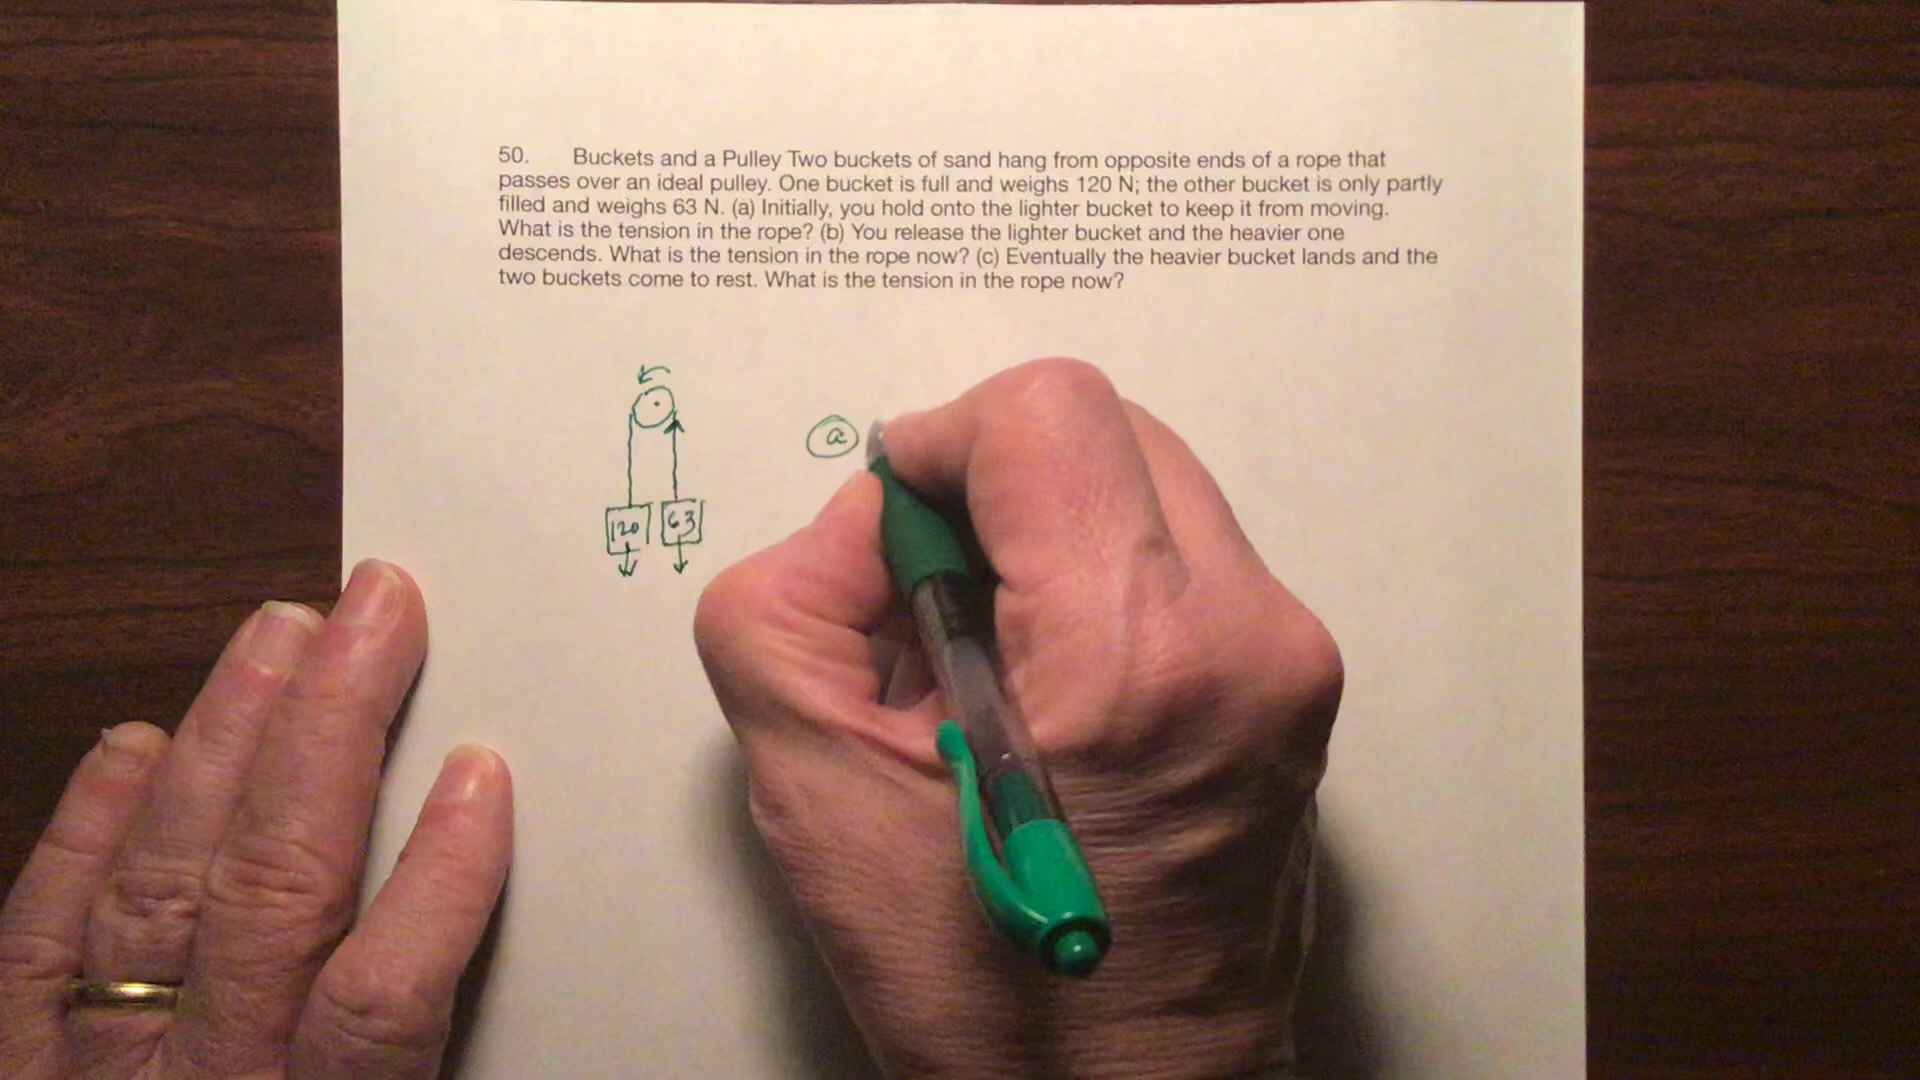 50. Buckets and a Pulley Two buckets of sand hang from opposite ends of a rope that
passes over an ideal pulley. One bucket is full and weighs 120 N; the other bucket is only partly
filled and weighs 63 N. (a) Initially, you hold onto the lighter bucket to keep it from moving.
What is the tension in the rope? (b) You release the lighter bucket and the heavier one
descends. What is the tension in the rope now? (c) Eventually the heavier bucket lands and the
two buckets come to rest. What is the tension in the rope now?
a
120 63